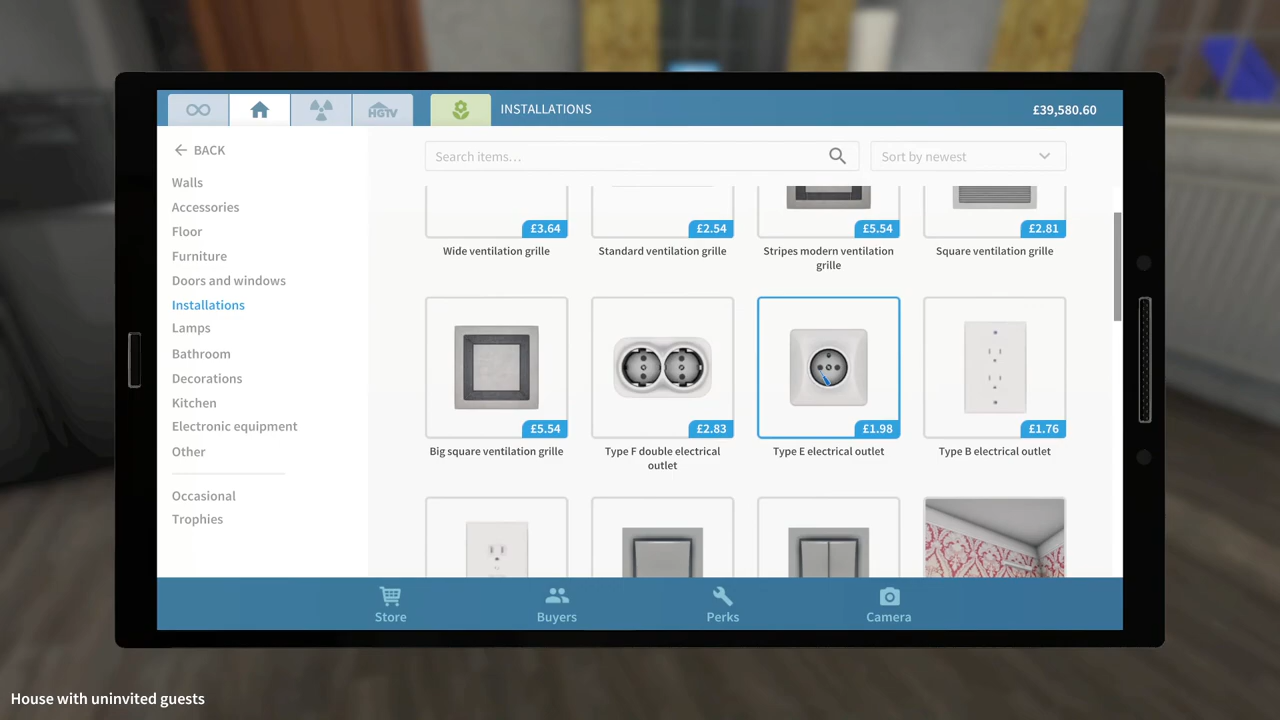 HGTV
INSTALLATIONS
£39,580.60
BACK
Search items...
Sort by newest
Walls
Accessories
Floor
Furniture
Doors and windows
Installations
Lamps
Bathroom
Decorations
Kitchen
Electronic equipment
Other
Occasional
Trophies
£3.64
£2.54
£5.54
£2.81
Wide ventilation grille
Standard ventilation grille
Stripes modern ventilation
grille
Square ventilation grille
£5.54
£2.83
£1.98
£1.76
Big square ventilation grille
Type F double electrical
outlet
Type E electrical outlet
Type B electrical outlet
Store
Buyers
Perks
Camera
House with uninvited guests